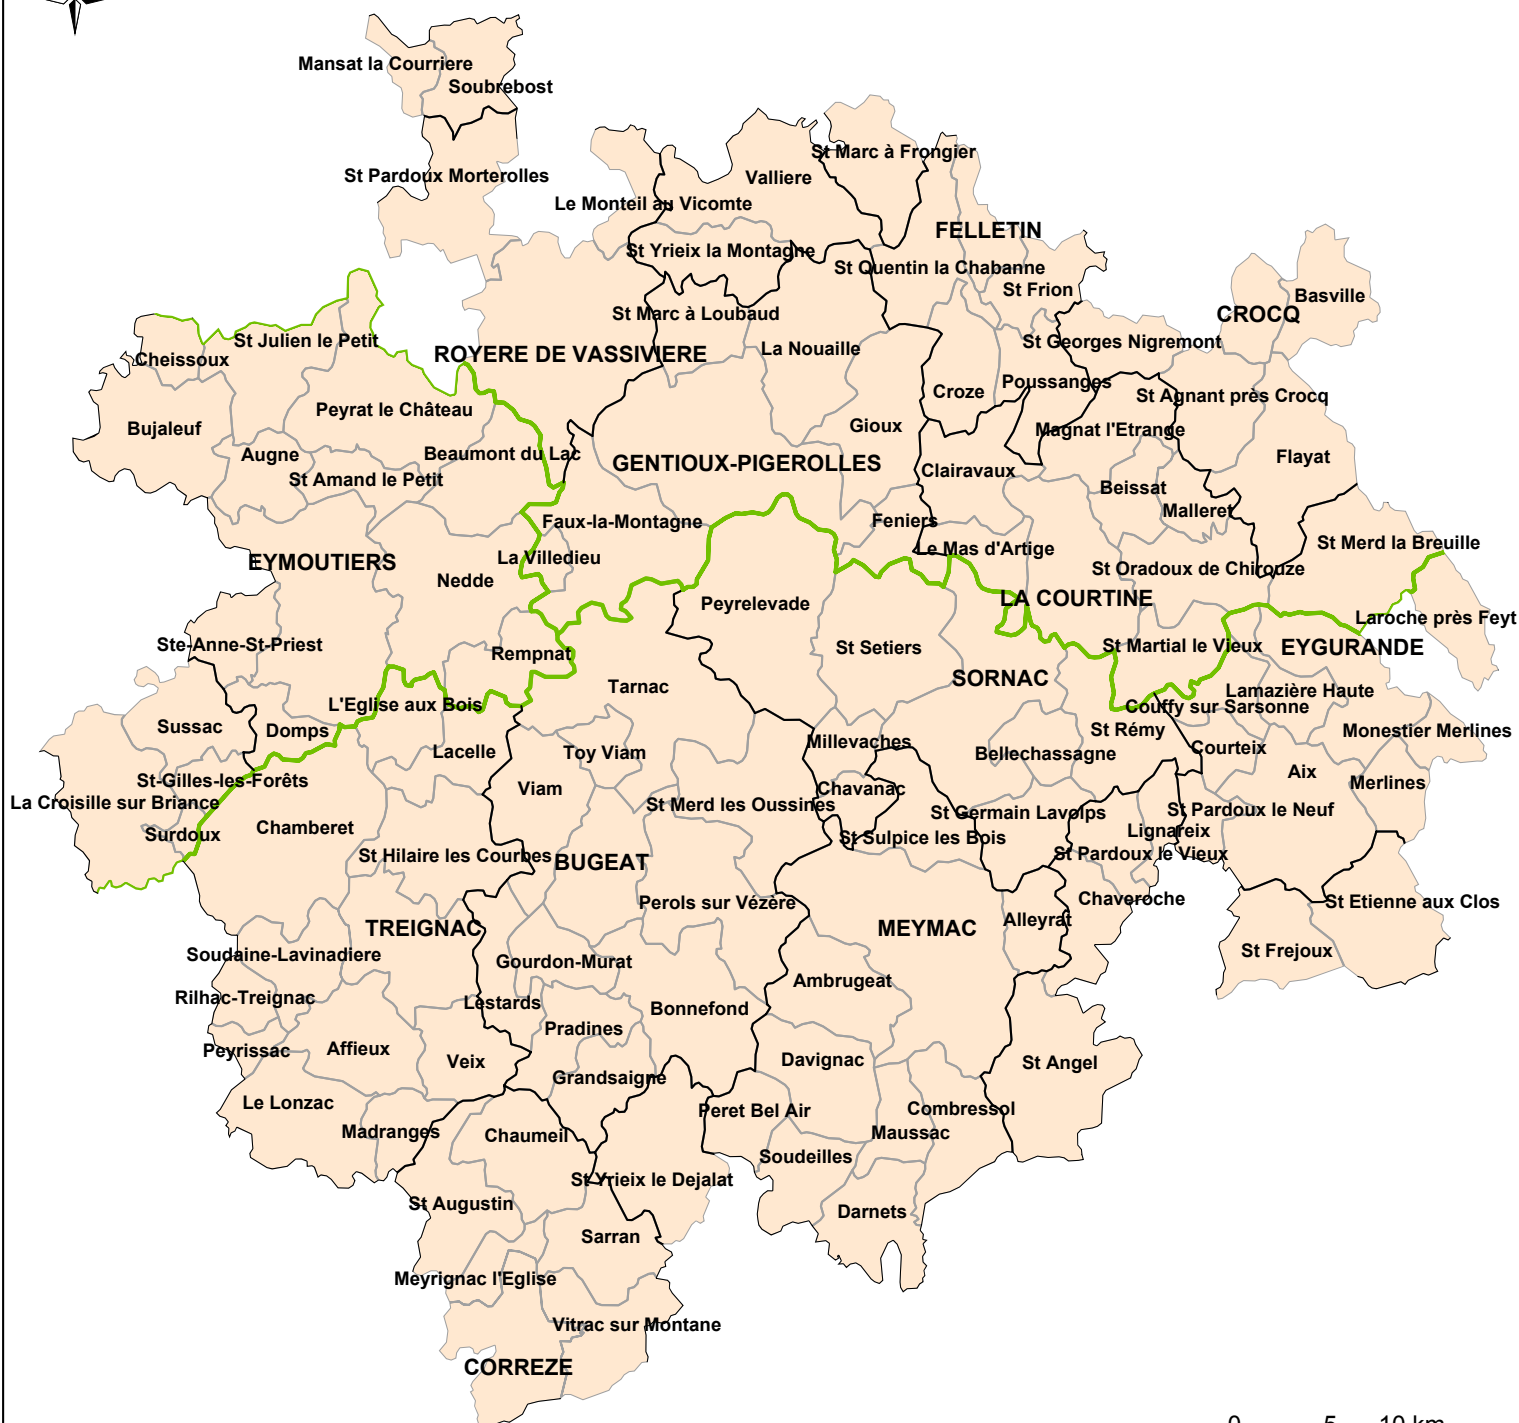 Mansat la Courriere
Soubrebost
St Marc à Frongier
St Pardoux Morterolles
Valliere
Le Monteil au Vicomte
FELLETIN
St Yrieix la Montagne
St Quentin la Chabanne
St Frion
Basville
St Marc à Loubaud
CROCQ
St Julien le Petit
St Georges Nigremont
La Nouaille
ROYERE DE VASSIVIERE
Cheissoux
Poussanges
Croze
St Agnant près Crocq
Peyrat le Château
Gioux
Bujaleuf
Magnat l'Etrange
Augne
Beaumont du Lac
Flayat
GENTIOUX-PIGEROLLES
Clairavaux
St Amand le Petit
Beissat
Malleret
Faux-la-Montagne
Feniers
St Merd la Breuille
Le Mas d'Artige
La Villedieu
EYMOUTIERS
St Oradoux de Chirouze
Nedde
LA COURTINE
Peyrelevade
Laroche près Feyt
Ste-Anne-St-Priest
St Martial le Vieux
EYGURANDE
St Setiers
Rempnat
SORNAC
Tarnac
Lamazière Haute
L'Eglise aux Bois
Couffy sur Sarsonne
Sussac
Domps
St Rémy
Monestier Merlines
Millevaches
Courteix
Lacelle
Toy Viam
Bellechassagne
Aix
St-Gilles-les-Forêts
Merlines
Viam
Chavanac
La Croisille sur Briance
St Merd les Oussines
St Pardoux le Neuf
St Germain Lavolps
Chamberet
Lignareix
Surdoux
St Sulpice les Bois
St Hilaire les Courbes
St Pardoux le Vieux
BUGEAT
Chaveroche
Perols sur Vézère
St Etienne aux Clos
Alleyrat
TREIGNAC
MEYMAC
St Frejoux
Soudaine-Lavinadiere
Gourdon-Murat
Ambrugeat
Rilhac-Treignac
Lestards
Bonnefond
Pradines
Peyrissac
Affieux
Davignac
Veix
St Angel
Grandsaigne
Le Lonzac
Combressol
Peret Bel Air
Madranges
Maussac
Chaumeil
Soudeilles
St Yrieix le Dejalat
St Augustin
Darnets
Sarran
Meyrignac l'Eglise
Vitrac sur Montane
CORREZE
0 5 10 km